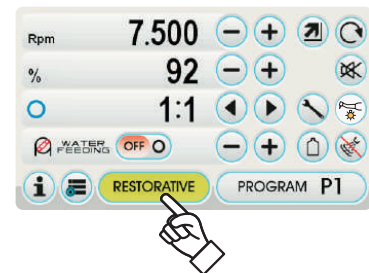 Rpm 7.500
% 92
1:1
WATER FEEDING OFF
i RESTORATIVE PROGRAM P1